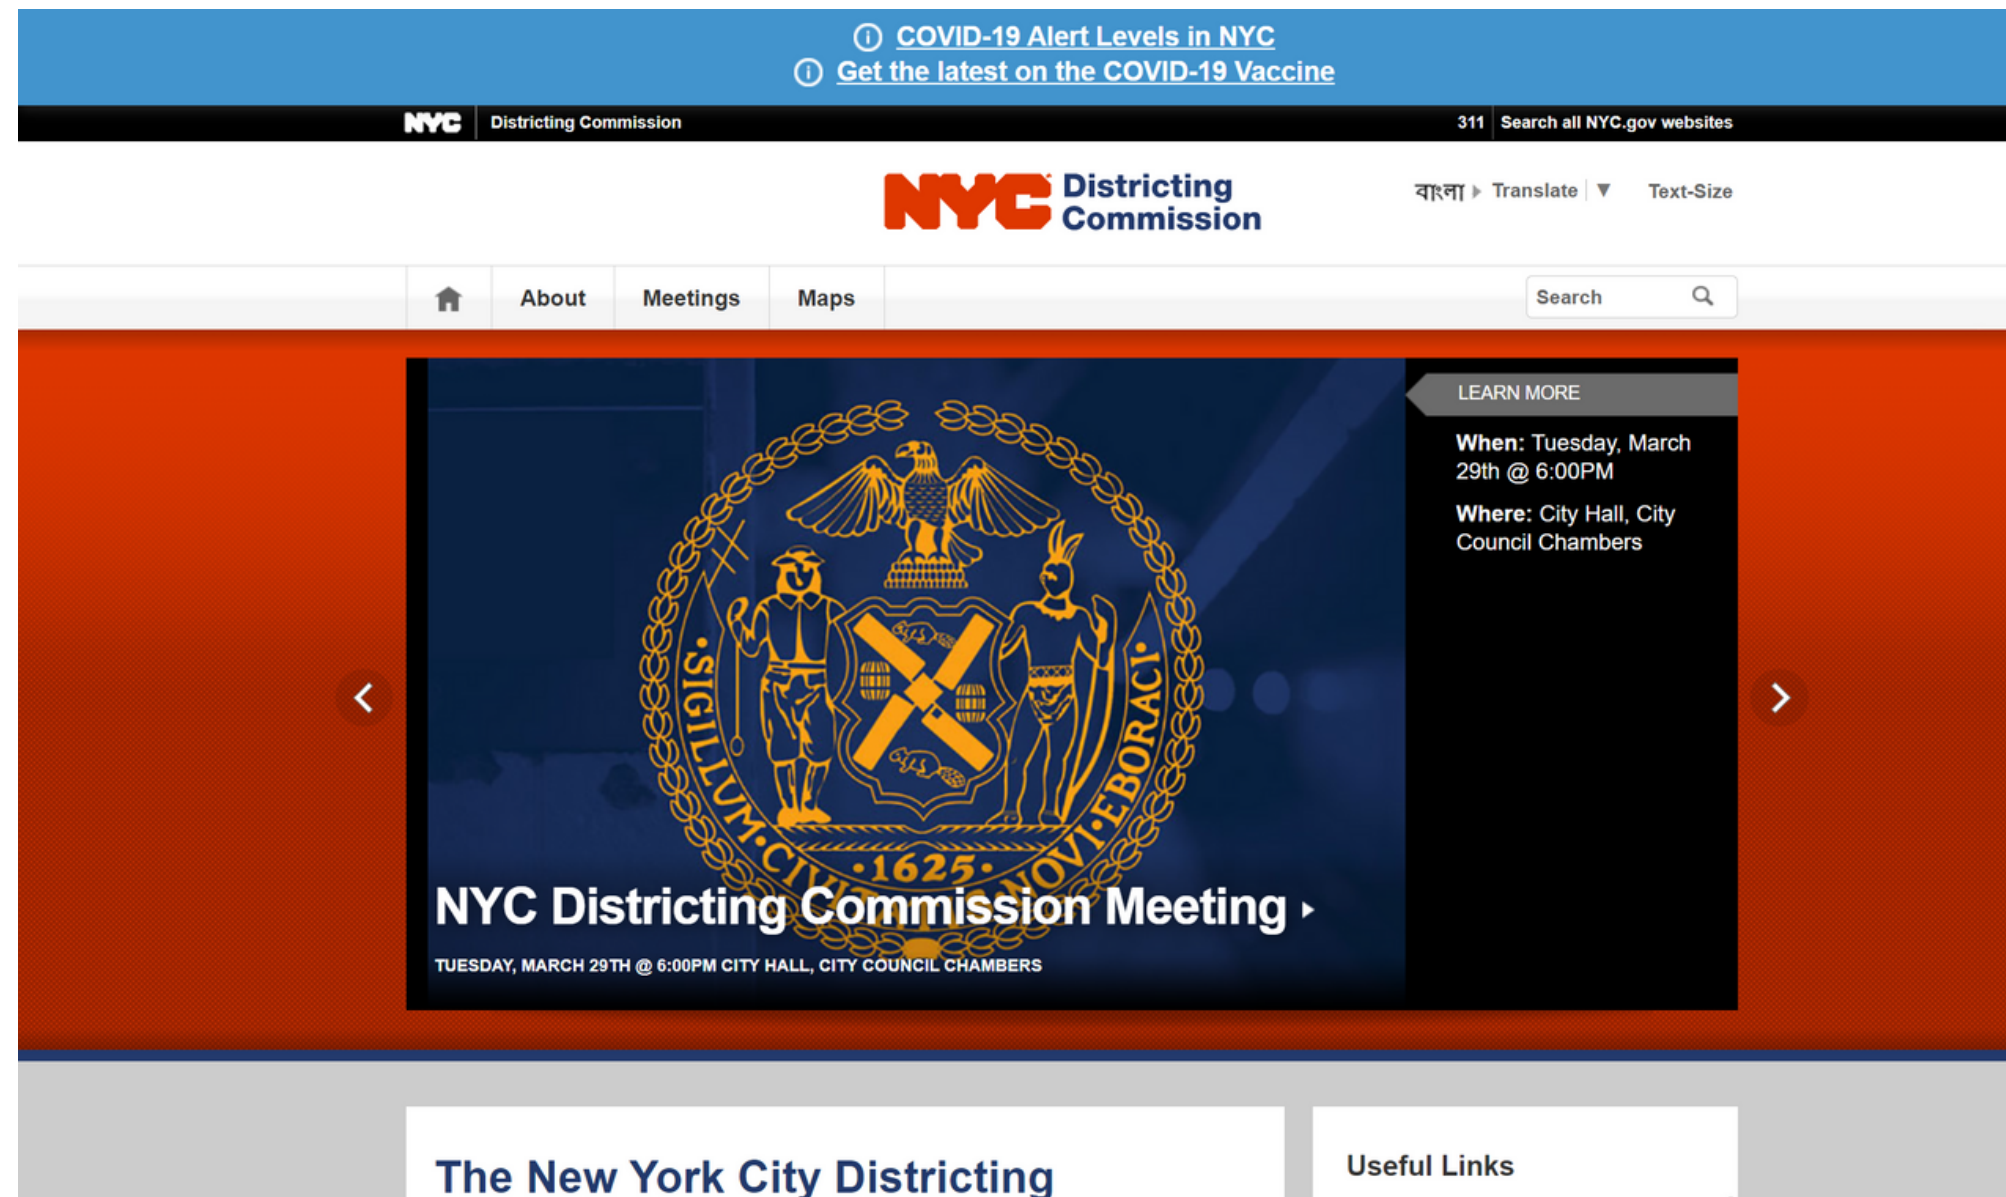 COVID-19 Alert Levels in NYC
Get the latest on the COVID-19 Vaccine
NYC Districting Commission
311 Search all NYC.gov websites
NYC Districting
Commission
বাংলা Translate Text-Size
About Meetings Maps
Search
LEARN MORE
When: Tuesday, March
29th @ 6:00PM
Where: City Hall, City
Council Chambers
·SIGILLUM·
NOVI·EBORACI·
·1625·
NYC Districting Commission Meeting
TUESDAY, MARCH 29TH @ 6:00PM CITY HALL, CITY COUNCIL CHAMBERS
The New York City Districting
Useful Links